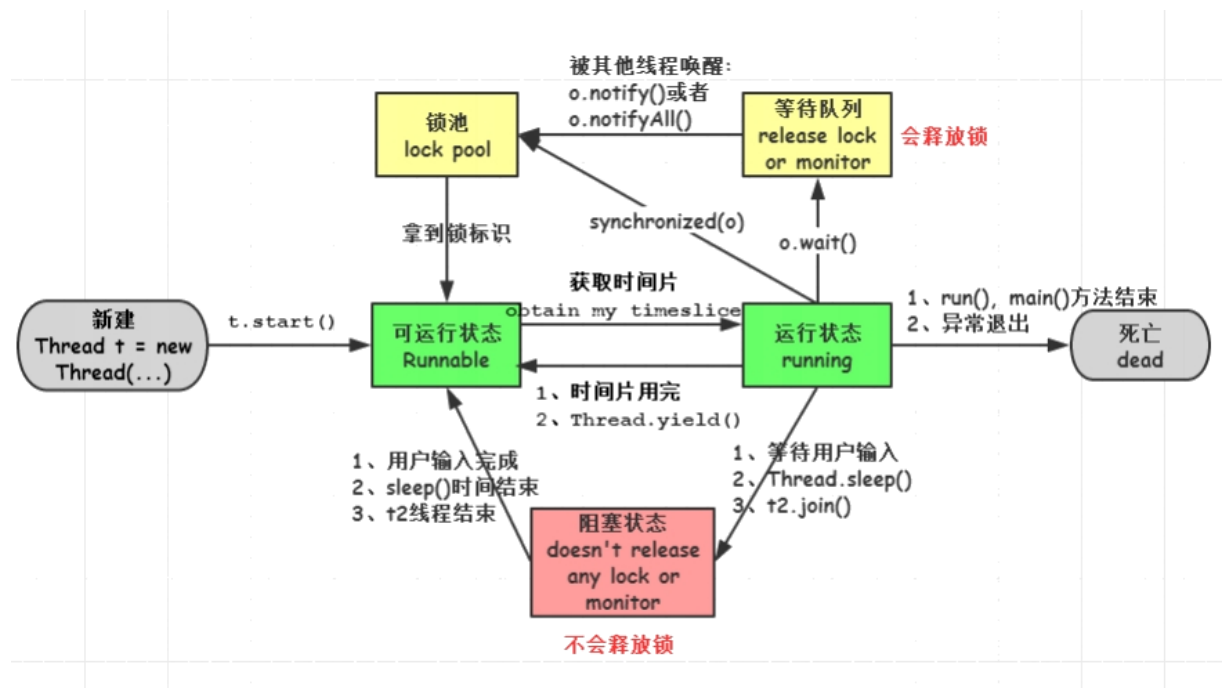 被其他线程唤醒:
o.notify()或者
o.notifyAll()
锁池
lock pool
等待队列
release lock
or monitor
会释放锁
拿到锁标识
synchronized(o)
o.wait()
获取时间片
obtain my timeslice
新建
Thread t = new
Thread(...)
t.start()
可运行状态
Runnable
运行状态
running
1、run(), main()方法结束
2、异常退出
死亡
dead
1、时间片用完
2、Thread.yield()
1、用户输入完成
2、sleep()时间结束
3、t2线程结束
1、等待用户输入
2、Thread.sleep()
3、t2.join()
阻塞状态
doesn't release
any lock or
monitor
不会释放锁